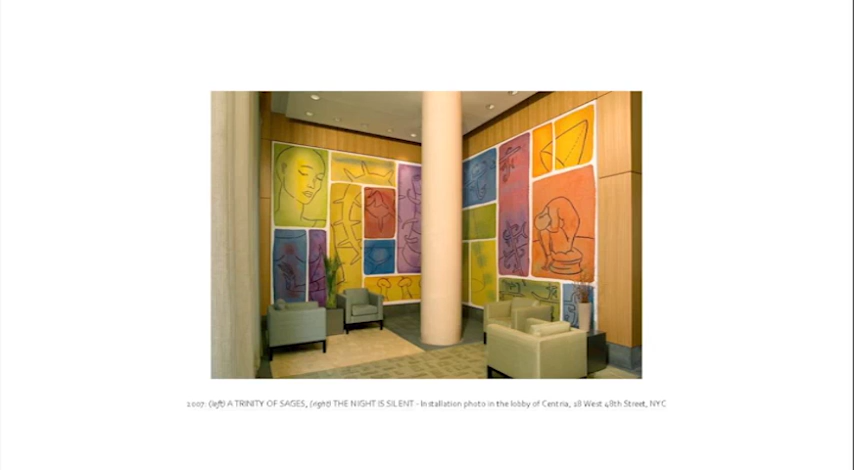 2007. (left) A TRINITY OF SAGES, (right) THE NIGHT IS SILENT - Installation photo in the lobby of Centria, 18 West 48th Street, NYC